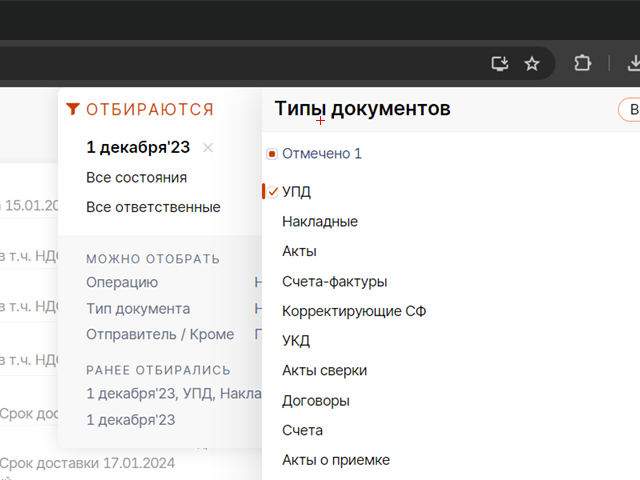 ОТБИРАЮТСЯ
1 декабря'23
Все состояния
Все ответственные
МОЖНО ОТОБРАТЬ
Операцию
Тип документа
Отправитель / Кроме
РАНЕЕ ОТБИРАЛИСЬ
1 декабря'23, УПД, Накла
1 декабря'23
Типы документов
В
Отмечено 1
УПД
Накладные
Акты
Счета-фактуры
Корректирующие СФ
УКД
Акты сверки
Договоры
Счета
Акты о приемке
15.01.20
в т.ч. НДС
в т.ч. НДС
в т.ч. НДС
Срок дос
Срок доставки 17.01.2024